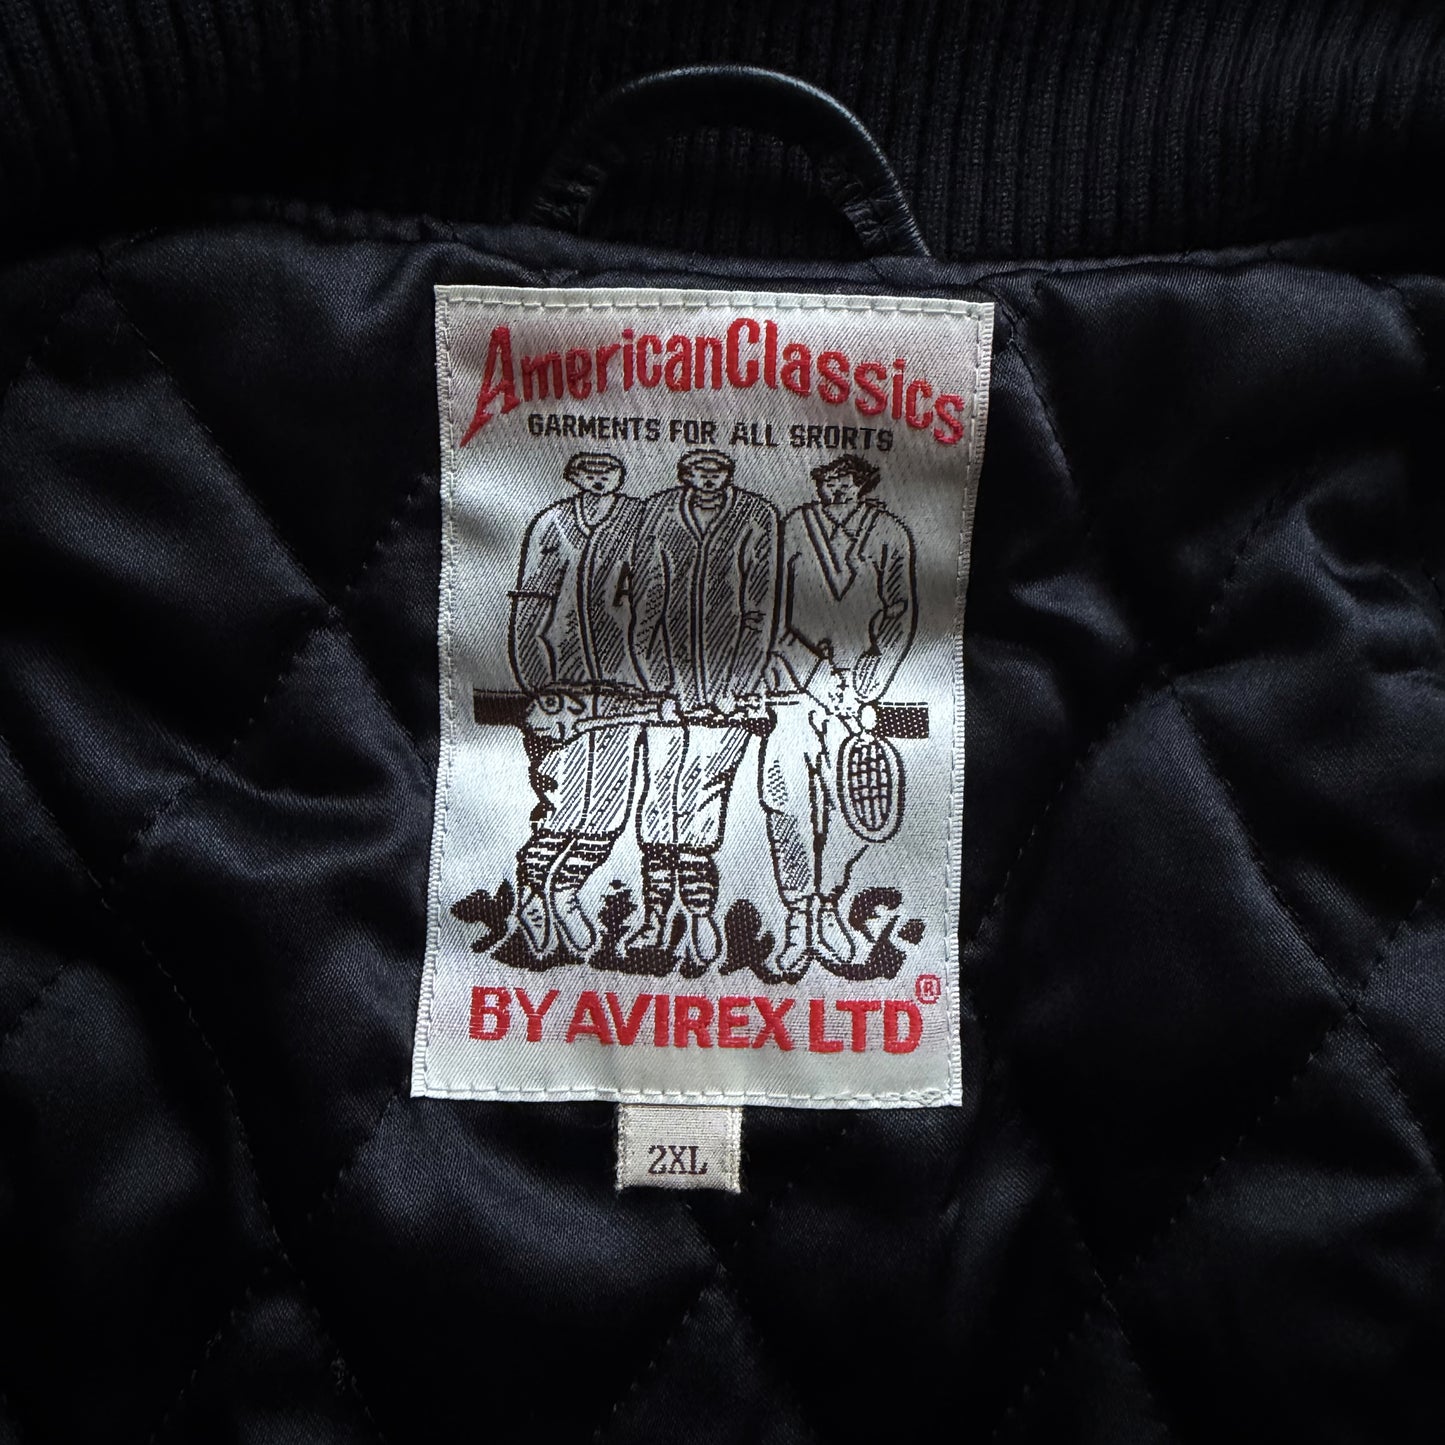 AmericanClassics
GARMENTS FOR ALL SRORTS
A
BY AVIREX LTD®
2XL